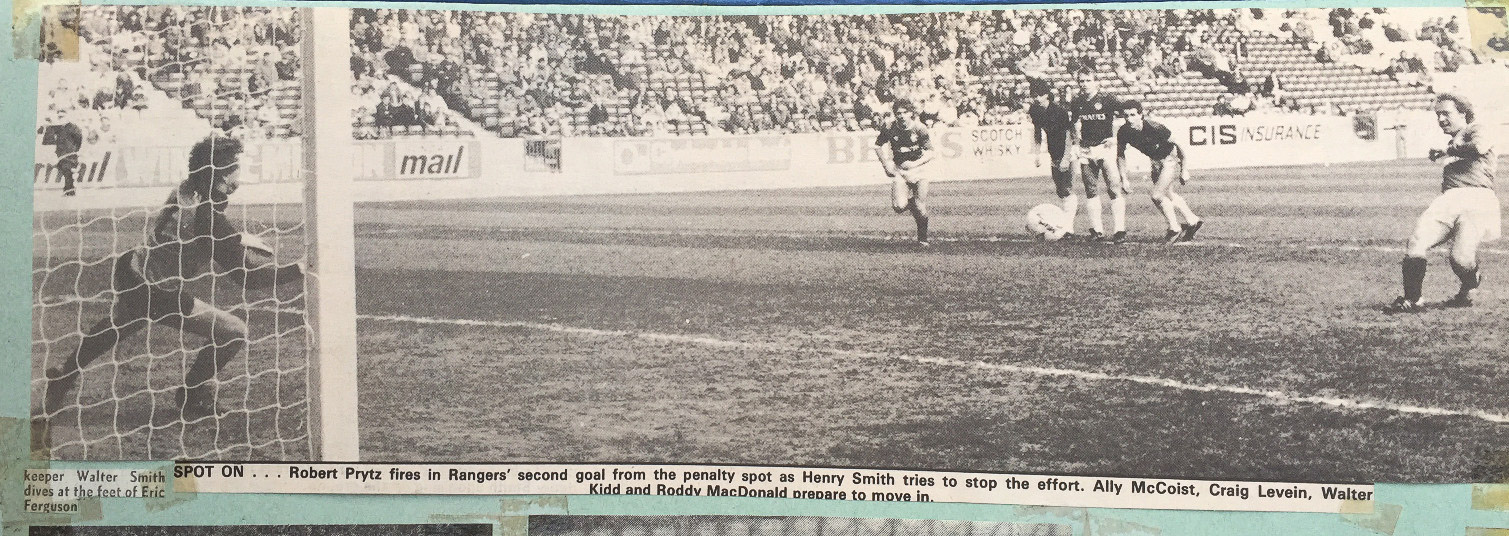 mail
mail
SCOTCH
WHISKY
CIS INSURANCE
keeper Walter Smith
dives at the feet of Eric
Ferguson
SPOT ON . . . Robert Prytz fires in Rangers' second goal from the penalty spot as Henry Smith tries to stop the effort. Ally McCoist, Craig Levein, Walter
Kidd and Roddy MacDonald prepare to move in.